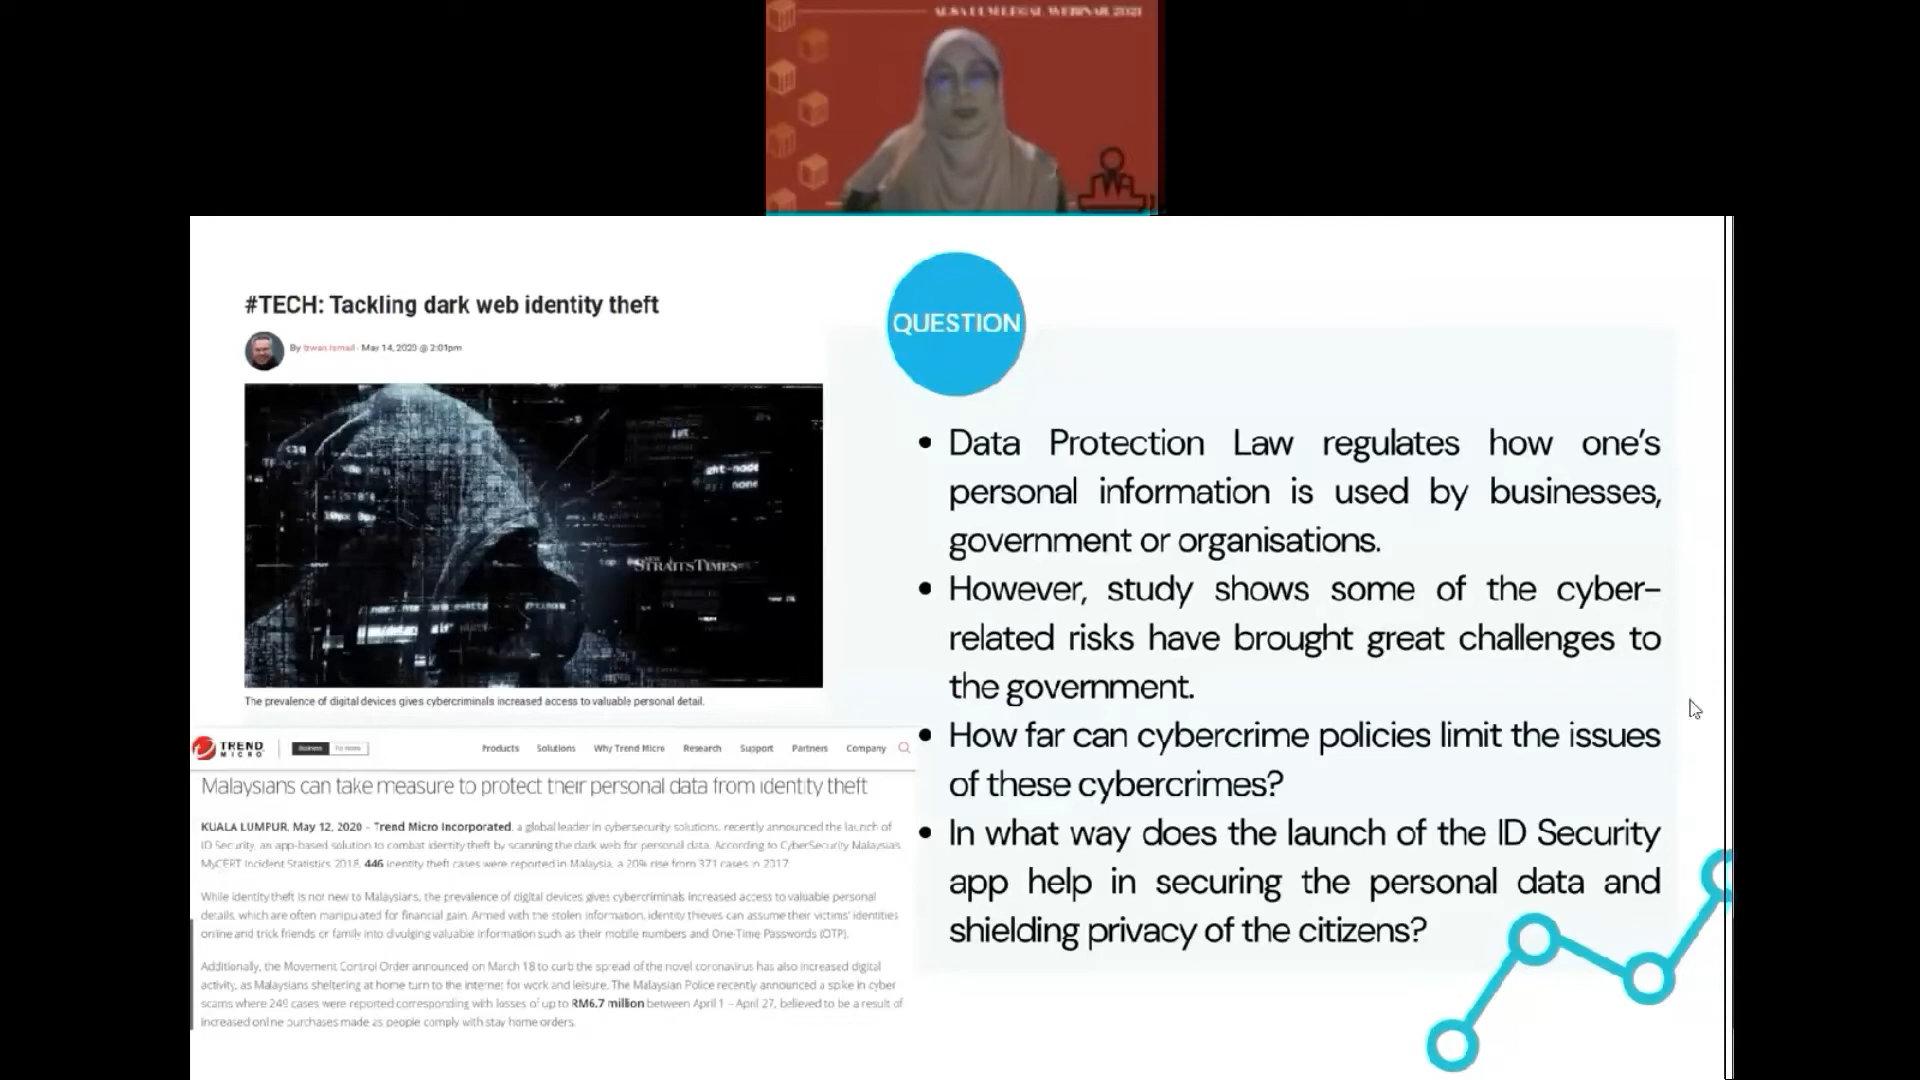 ALSA UUM LEGAL WEBINAR 2021
#TECH: Tackling dark web identity theft
By Izwan Ismail - May 14, 2020 @ 2:01pm
NEW
STRAITS TIMES
The prevalence of digital devices gives cybercriminals increased access to valuable personal detail.
TREND
MICRO
Business
For Home
Products
Solutions
Why Trend Micro
Research
Support
Partners
Company
Malaysians can take measure to protect their personal data from identity theft
KUALA LUMPUR, May 12, 2020 – Trend Micro Incorporated, a global leader in cybersecurity solutions, recently announced the launch of
ID Security, an app-based solution to combat identity theft by scanning the dark web for personal data. According to CyberSecurity Malaysia's
MyCERT Incident Statistics 2018, 446 identity theft cases were reported in Malaysia, a 20% rise from 371 cases in 2017.
While identity theft is not new to Malaysians, the prevalence of digital devices gives cybercriminals increased access to valuable personal
details, which are often manipulated for financial gain. Armed with the stolen information, identity thieves can assume their victims' identities
online and trick friends or family into divulging valuable information such as their mobile numbers and One-Time Passwords (OTP).
Additionally, the Movement Control Order announced on March 18 to curb the spread of the novel coronavirus has also increased digital
activity, as Malaysians sheltering at home turn to the internet for work and leisure. The Malaysian Police recently announced a spike in cyber
scams where 249 cases were reported corresponding with losses of up to RM6.7 million between April 1 – April 27, believed to be a result of
increased online purchases made as people comply with stay home orders.
QUESTION
• Data Protection Law regulates how one's
personal information is used by businesses,
government or organisations.
• However, study shows some of the cyber-
related risks have brought great challenges to
the government.
• How far can cybercrime policies limit the issues
of these cybercrimes?
• In what way does the launch of the ID Security
app help in securing the personal data and
shielding privacy of the citizens?